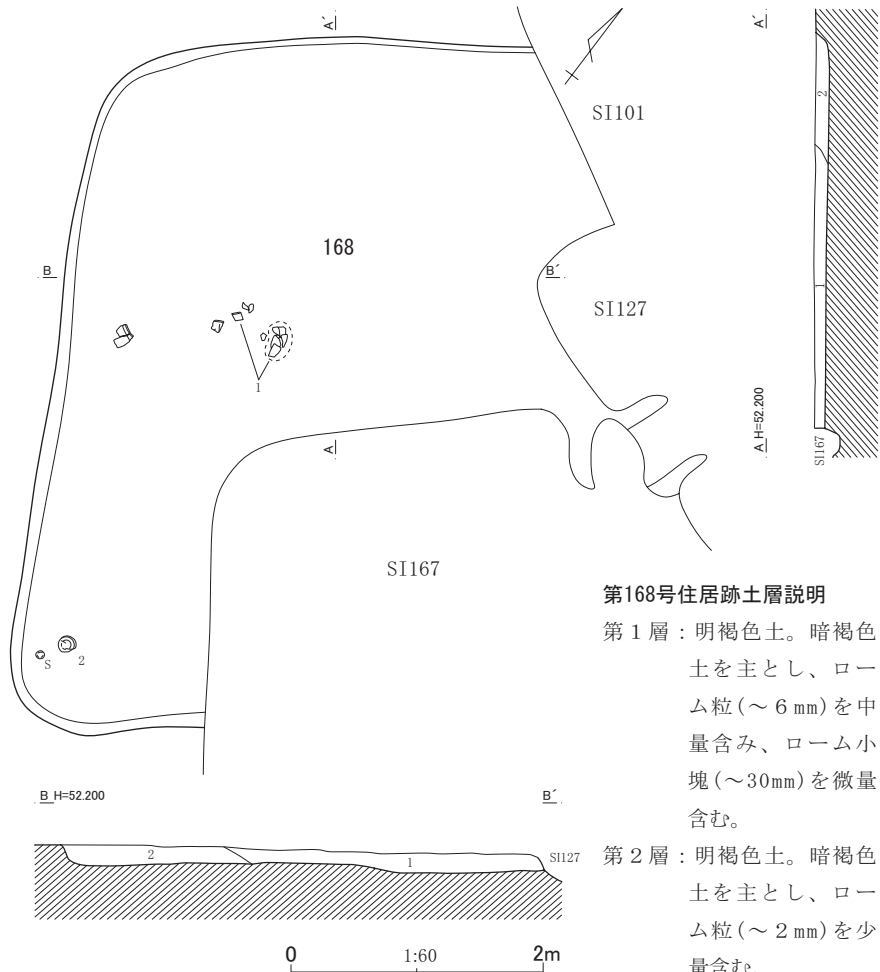 A´
A´
SI101
2
168
B
B´
SI127
1
1
A
A H=52.200
SI167
SI167
S
2
B H=52.200
B´
2
1
SI127
0
1:60
2m
第168号住居跡土層説明
第１層：明褐色土。暗褐色
土を主とし、ロー
ム粒(～６mm)を中
量含み、ローム小
塊(～30mm)を微量
含む。
第２層：明褐色土。暗褐色
土を主とし、ロー
ム粒(～２mm)を少
量含む。